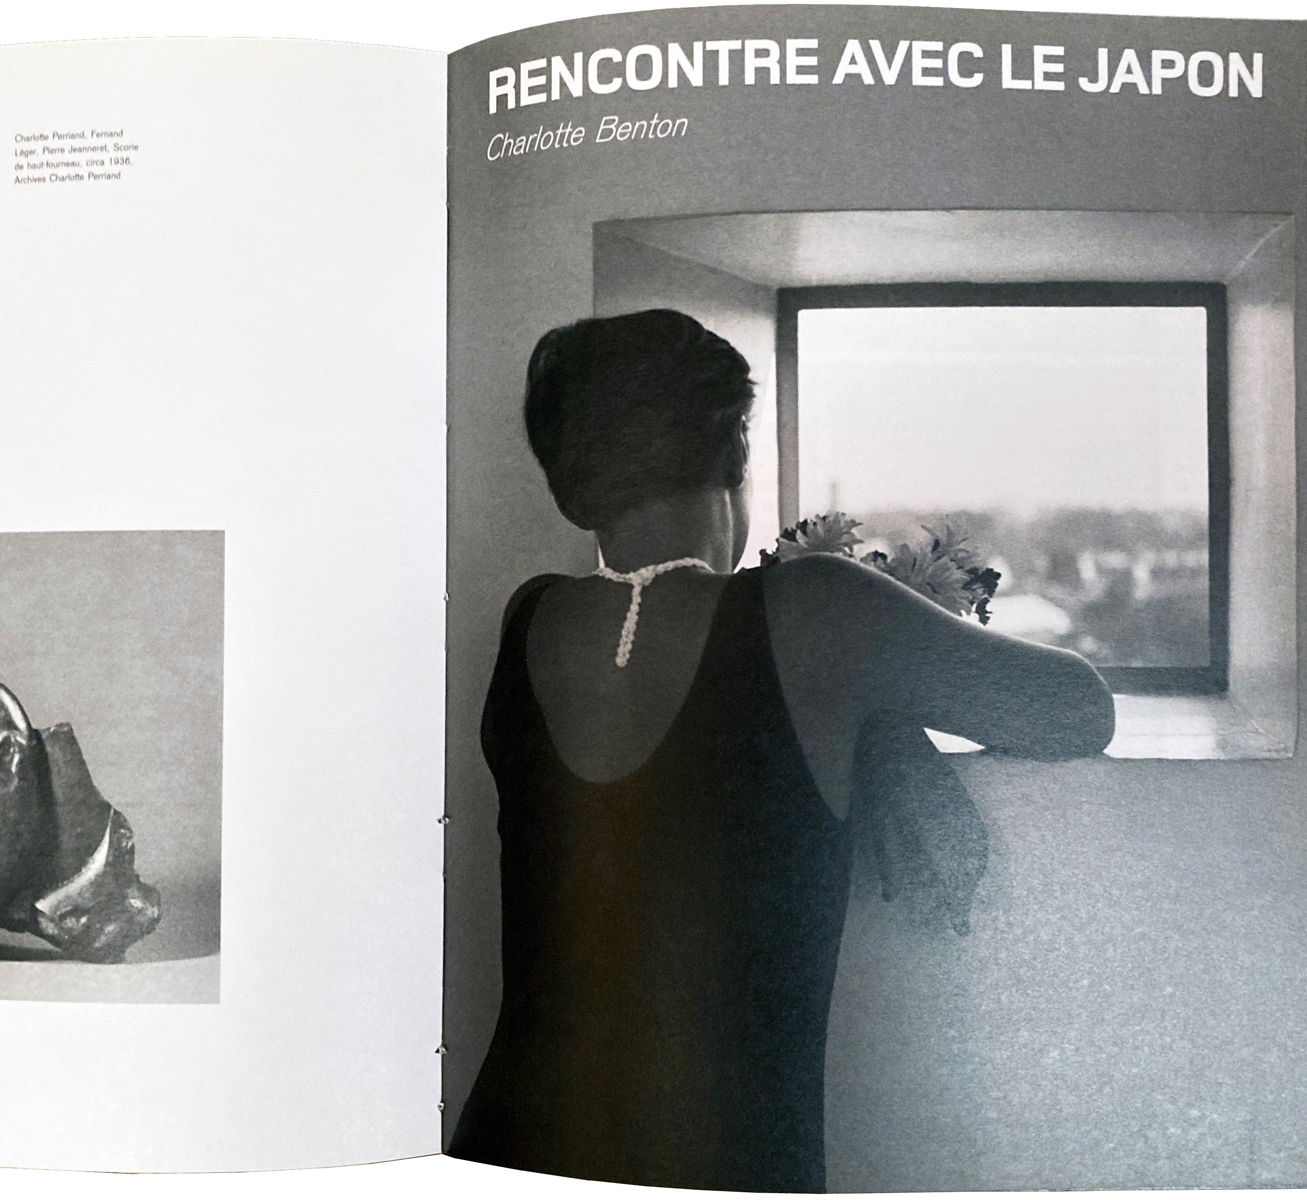 Charlotte Perriand, Fernand
Léger, Pierre Jeanneret, Scorie
de haut-fourneau, circa 1936,
Archives Charlotte Perriand
RENCONTRE AVEC LE JAPON
Charlotte Benton